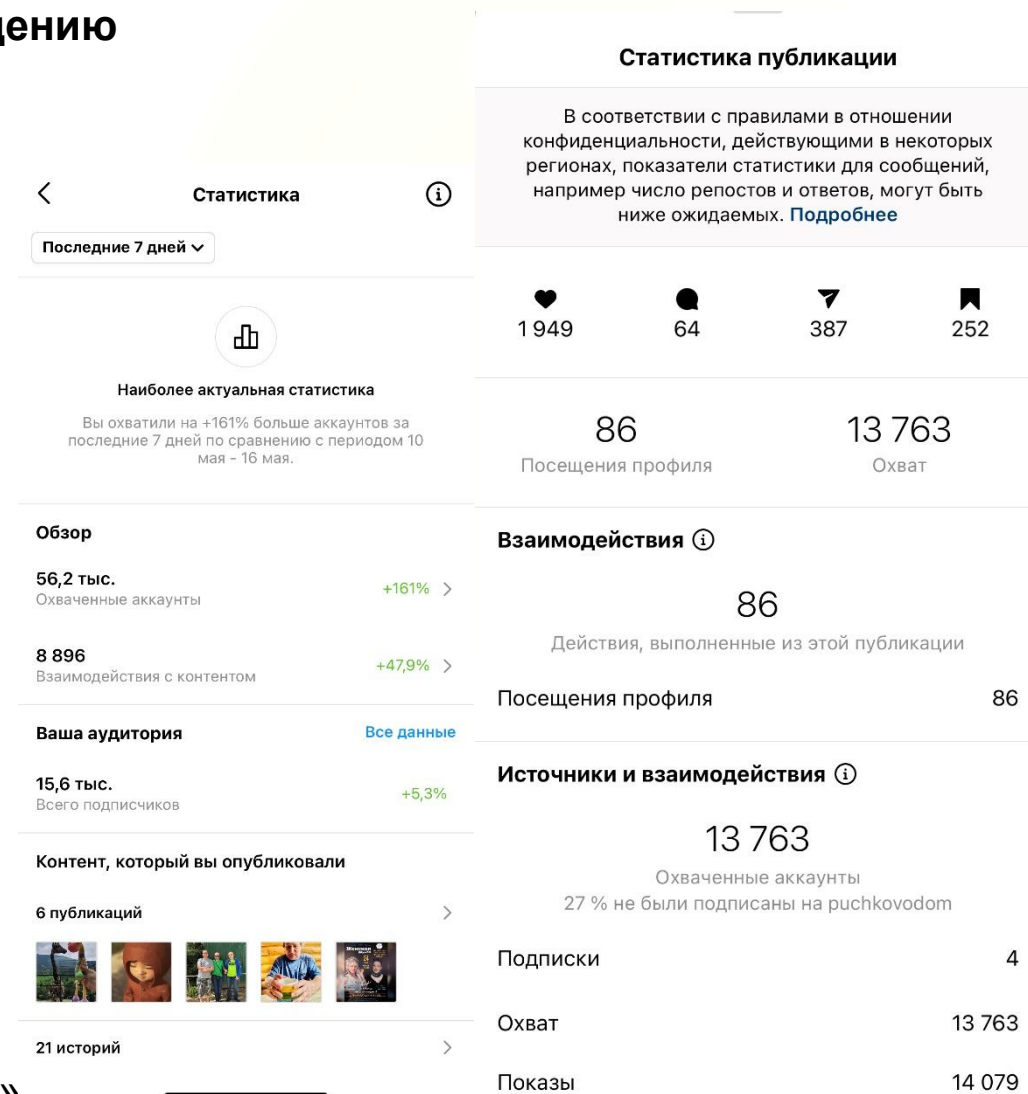 дению
Статистика
Последние 7 дней
Наиболее актуальная статистика
Вы охватили на +161% больше аккаунтов за
последние 7 дней по сравнению с периодом 10
мая - 16 мая.
Обзор
56,2 тыс. +161%
Охваченные аккаунты
8 896 +47,9%
Взаимодействия с контентом
Ваша аудитория Все данные
15,6 тыс. +5,3%
Всего подписчиков
Контент, который вы опубликовали
6 публикаций
21 историй
»
Статистика публикации
В соответствии с правилами в отношении
конфиденциальности, действующими в некоторых
регионах, показатели статистики для сообщений,
например число репостов и ответов, могут быть
ниже ожидаемых. Подробнее
1 949 64 387 252
86 13 763
Посещения профиля Охват
Взаимодействия
86
Действия, выполненные из этой публикации
Посещения профиля 86
Источники и взаимодействия
13 763
Охваченные аккаунты
27 % не были подписаны на puchkovodom
Подписки 4
Охват 13 763
Показы 14 079